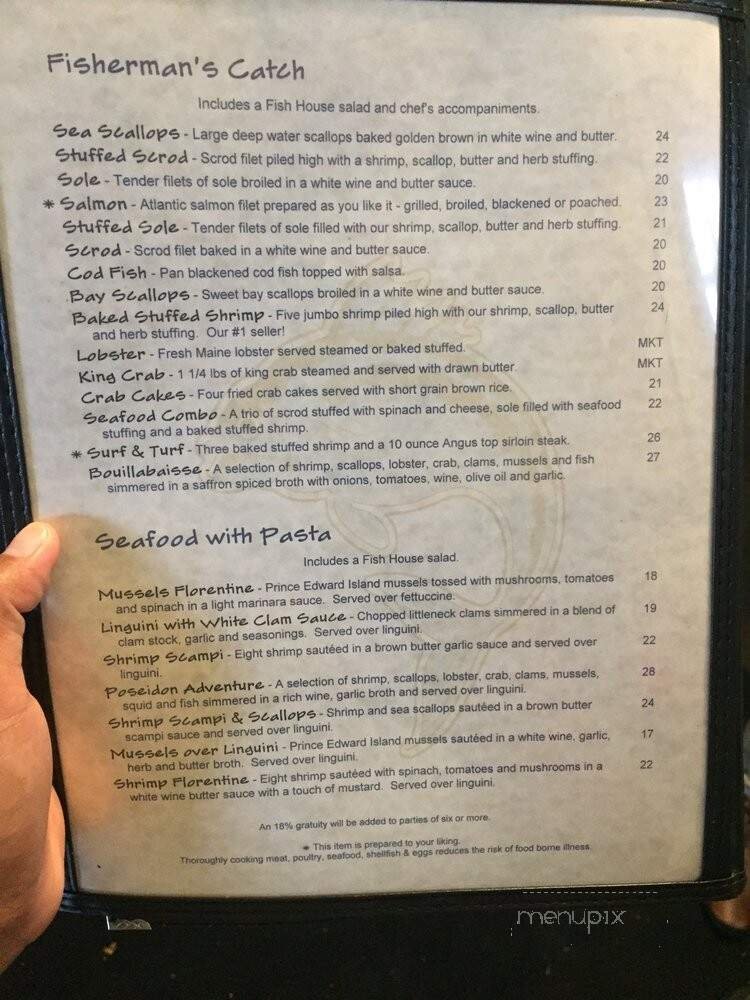 Fisherman's Catch
Includes a Fish House salad and chef's accompaniments.
Sea Scallops - Large deep water scallops baked golden brown in white wine and butter. 24
Stuffed Scrod - Scrod filet piled high with a shrimp, scallop, butter and herb stuffing. 22
Sole - Tender filets of sole broiled in a white wine and butter sauce. 20
* Salmon - Atlantic salmon filet prepared as you like it - grilled, broiled, blackened or poached. 23
Stuffed Sole - Tender filets of sole filled with our shrimp, scallop, butter and herb stuffing. 21
Scrod - Scrod filet baked in a white wine and butter sauce. 20
Cod Fish - Pan blackened cod fish topped with salsa. 20
Bay Scallops - Sweet bay scallops broiled in a white wine and butter sauce. 20
Baked Stuffed Shrimp - Five jumbo shrimp piled high with our shrimp, scallop, butter 24
and herb stuffing. Our #1 seller!
Lobster - Fresh Maine lobster served steamed or baked stuffed. MKT
King Crab - 1 1/4 lbs of king crab steamed and served with drawn butter. MKT
Crab Cakes - Four fried crab cakes served with short grain brown rice. 21
Seafood Combo - A trio of scrod stuffed with spinach and cheese, sole filled with seafood 22
stuffing and a baked stuffed shrimp.
* Surf & Turf - Three baked stuffed shrimp and a 10 ounce Angus top sirloin steak. 26
Bouillabaisse - A selection of shrimp, scallops, lobster, crab, clams, mussels and fish 27
simmered in a saffron spiced broth with onions, tomatoes, wine, olive oil and garlic.
Seafood with Pasta
Includes a Fish House salad.
Mussels Florentine - Prince Edward Island mussels tossed with mushrooms, tomatoes 18
and spinach in a light marinara sauce. Served over fettuccine.
Linguini with White Clam Sauce - Chopped littleneck clams simmered in a blend of 19
clam stock, garlic and seasonings. Served over linguini.
Shrimp Scampi - Eight shrimp sautéed in a brown butter garlic sauce and served over 22
linguini.
Poseidon Adventure - A selection of shrimp, scallops, lobster, crab, clams, mussels, 28
squid and fish simmered in a rich wine, garlic broth and served over linguini.
Shrimp Scampi & Scallops - Shrimp and sea scallops sautéed in a brown butter 24
scampi sauce and served over linguini.
Mussels over Linguini - Prince Edward Island mussels sautéed in a white wine, garlic, 17
herb and butter broth. Served over linguini.
Shrimp Florentine - Eight shrimp sautéed with spinach, tomatoes and mushrooms in a 22
white wine butter sauce with a touch of mustard. Served over linguini.
An 18% gratuity will be added to parties of six or more.
* This item is prepared to your liking.
Thoroughly cooking meat, poultry, seafood, shellfish & eggs reduces the risk of food borne illness.
menupix